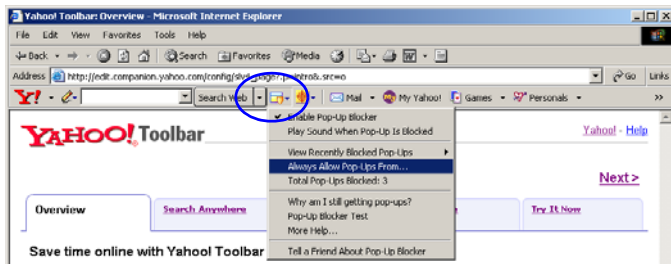 Yahoo! Toolbar: Overview - Microsoft Internet Explorer
File Edit View Favorites Tools Help
Back Search Favorites Media
Address http://edit.companion.yahoo.com/config/ Go Links
Y! Search Web Mail My Yahoo! Games Personals >>
Enable Pop-Up Blocker
Play Sound When Pop-Up Is Blocked
YAHOO! Toolbar Yahoo! - Help
View Recently Blocked Pop-Ups
Always Allow Pop-Ups From...
Total Pop-Ups Blocked: 3
Next >
Why am I still getting pop-ups?
Overview Search Anywhere Try It Now
Pop-Up Blocker Test
More Help...
Save time online with Yahoo! Toolbar
Tell a Friend About Pop-Up Blocker